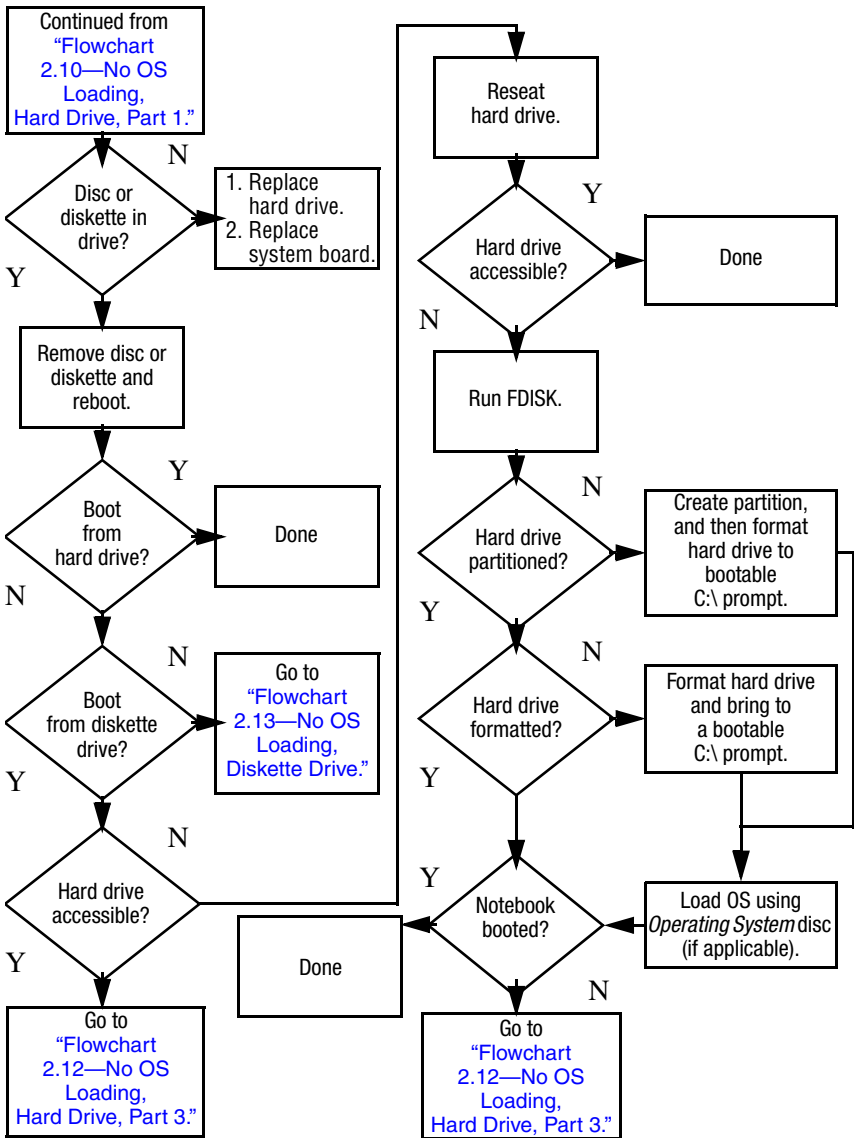 Continued from
“Flowchart
2.10—No OS
Loading,
Hard Drive, Part 1.”
N
Disc or
diskette in
drive?
1. Replace
hard drive.
2. Replace
system board.
Y
Remove disc or
diskette and
reboot.
Y
Boot
from
hard drive?
Done
N
N
Boot
from diskette
drive?
Go to
“Flowchart
2.13—No OS
Loading,
Diskette Drive.”
Y
N
Hard drive
accessible?
Y
Go to
“Flowchart
2.12—No OS
Loading,
Hard Drive, Part 3.”
Reseat
hard drive.
Y
Hard drive
accessible?
Done
N
Run FDISK.
N
Hard drive
partitioned?
Create partition,
and then format
hard drive to
bootable
C:\ prompt.
Y
N
Hard drive
formatted?
Format hard drive
and bring to
a bootable
C:\ prompt.
Y
Y
Notebook
booted?
Load OS using
Operating System disc
(if applicable).
Done
N
Go to
“Flowchart
2.12—No OS
Loading,
Hard Drive, Part 3.”